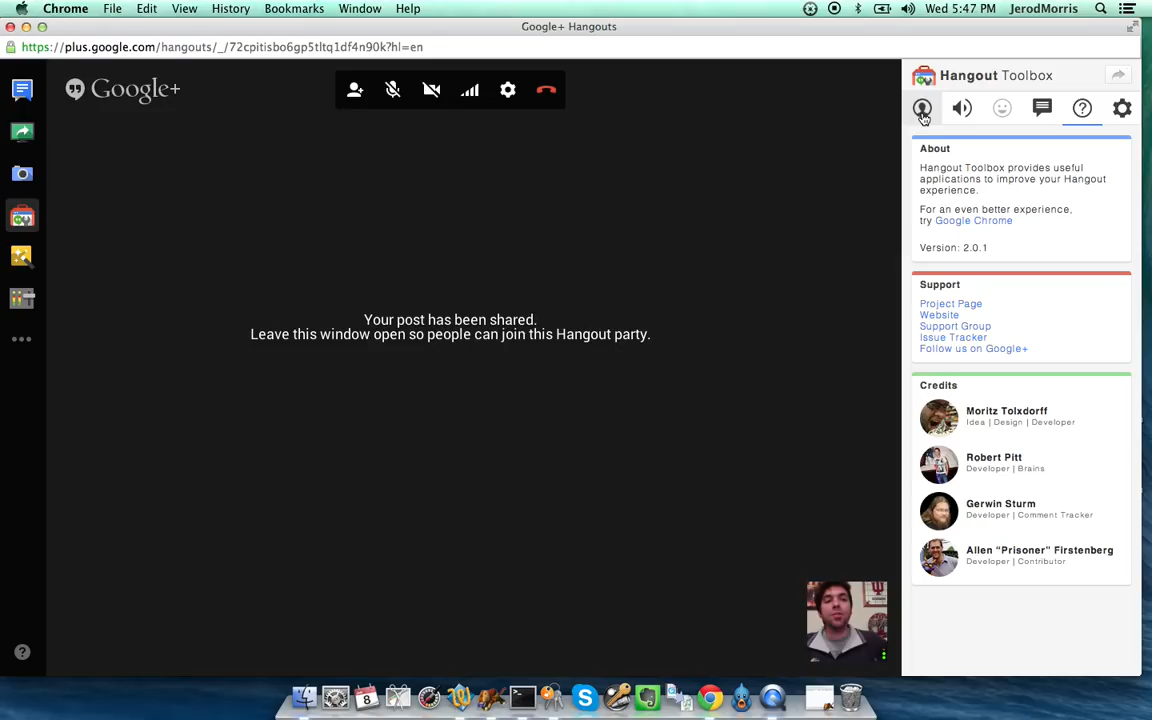 Chrome File Edit View History Bookmarks Window Help Wed 5:47 PM JerodMorris
Google+ Hangouts
https://plus.google.com/hangouts/_/72cpitisbo6gp5tltq1df4n90k?hl=en
Google+
Hangout Toolbox
About
Hangout Toolbox provides useful
applications to improve your Hangout
experience.
For an even better experience,
try Google Chrome
Version: 2.0.1
Support
Project Page
Website
Support Group
Issue Tracker
Follow us on Google+
Your post has been shared.
Leave this window open so people can join this Hangout party.
Credits
Moritz Tolxdorff
Idea | Design | Developer
Robert Pitt
Developer | Brains
Gerwin Sturm
Developer | Comment Tracker
Allen “Prisoner” Firstenberg
Developer | Contributor
8